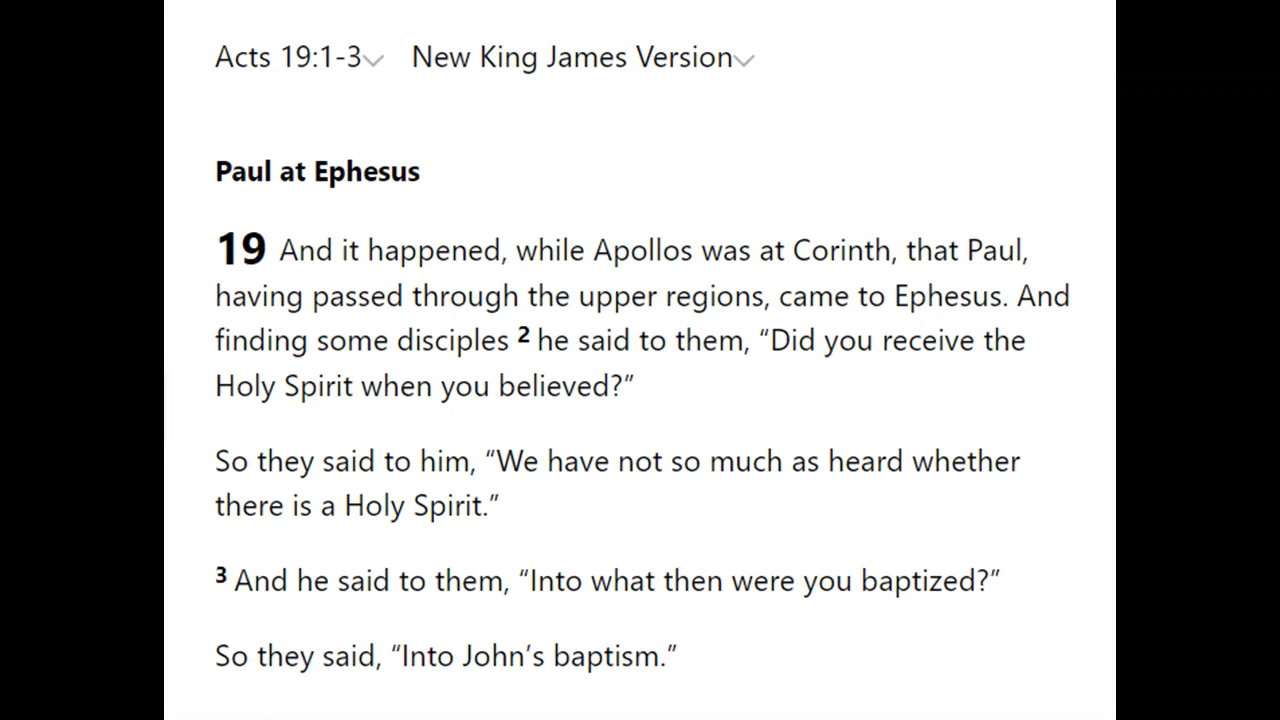 Acts 19:1-3 New King James Version
Paul at Ephesus
19 And it happened, while Apollos was at Corinth, that Paul,
having passed through the upper regions, came to Ephesus. And
finding some disciples 2 he said to them, “Did you receive the
Holy Spirit when you believed?”
So they said to him, “We have not so much as heard whether
there is a Holy Spirit.”
3 And he said to them, “Into what then were you baptized?”
So they said, “Into John’s baptism.”